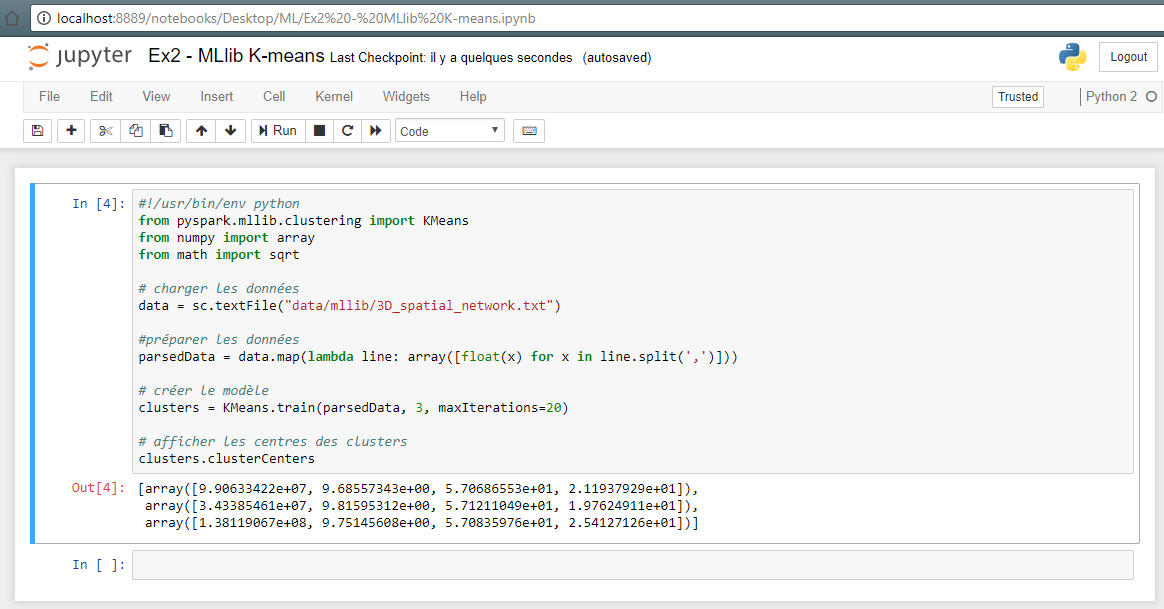 localhost:8889/notebooks/Desktop/ML/Ex2%20-%20MLlib%20K-means.ipynb
jupyter Ex2 - MLlib K-means Last Checkpoint: il y a quelques secondes (autosaved) Logout
File Edit View Insert Cell Kernel Widgets Help Trusted Python 2
Run Code
In [4]: #!/usr/bin/env python
from pyspark.mllib.clustering import KMeans
from numpy import array
from math import sqrt
# charger les données
data = sc.textFile("data/mllib/3D_spatial_network.txt")
#préparer les données
parsedData = data.map(lambda line: array([float(x) for x in line.split(',')]))
# créer le modèle
clusters = KMeans.train(parsedData, 3, maxIterations=20)
# afficher les centres des clusters
clusters.clusterCenters
Out[4]: [array([9.90633422e+07, 9.68557343e+00, 5.70686553e+01, 2.11937929e+01]),
array([3.43385461e+07, 9.81595312e+00, 5.71211049e+01, 1.97624911e+01]),
array([1.38119067e+08, 9.75145608e+00, 5.70835976e+01, 2.54127126e+01])]
In [ ]: